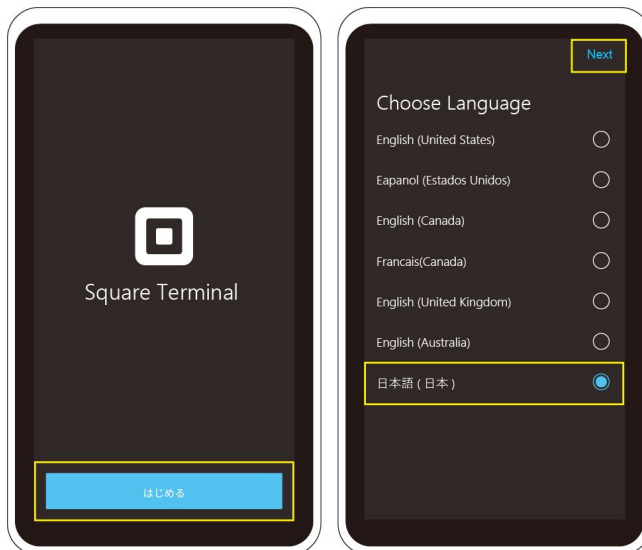 Square Terminal
はじめる
Next
Choose Language
English (United States)
Eapanol (Estados Unidos)
English (Canada)
Francais(Canada)
English (United Kingdom)
English (Australia)
日本語 ( 日本 )